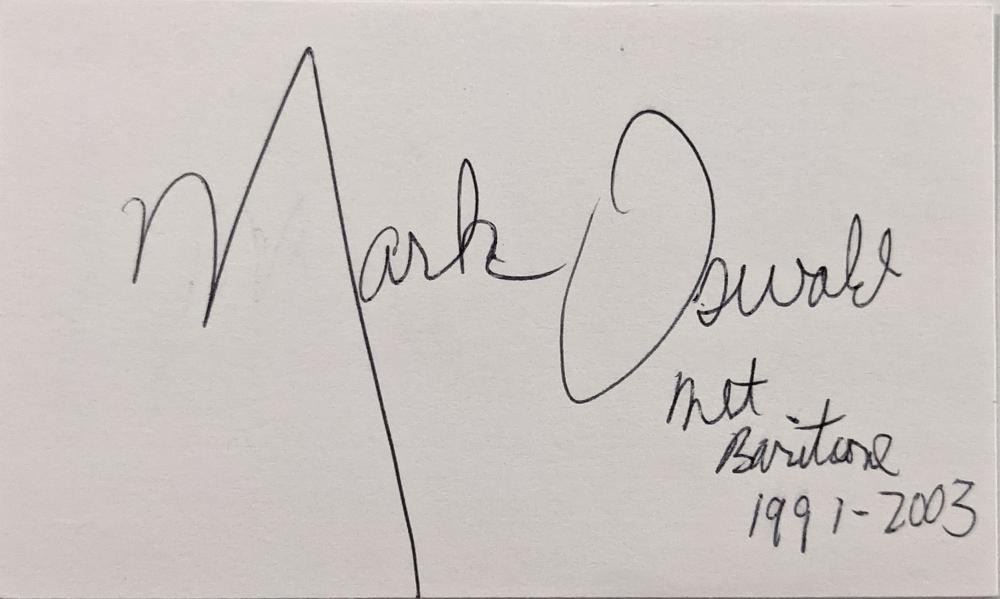 Mark Oswald
Met
Baritone
1991-2003